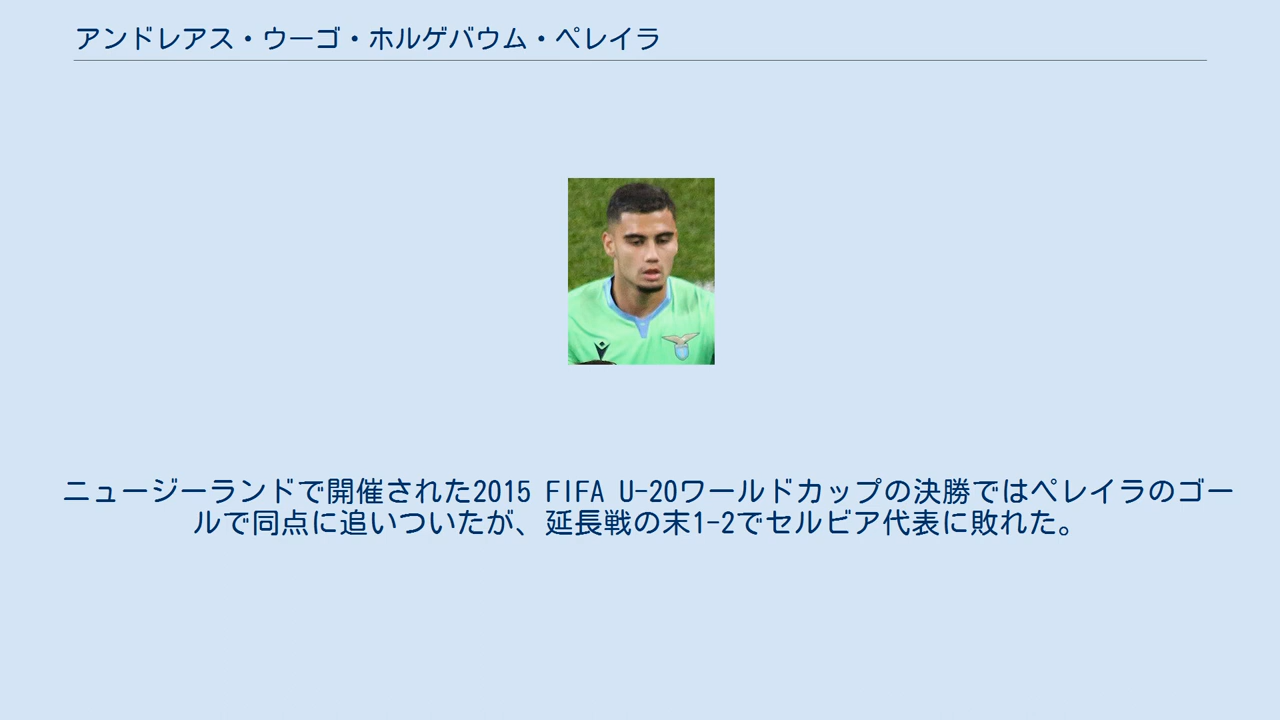 アンドレアス・ウーゴ・ホルゲバウム・ペレイラ
ニュージーランドで開催された2015 FIFA U-20ワールドカップの決勝ではペレイラのゴー
ルで同点に追いついたが、延長戦の末1-2でセルビア代表に敗れた。